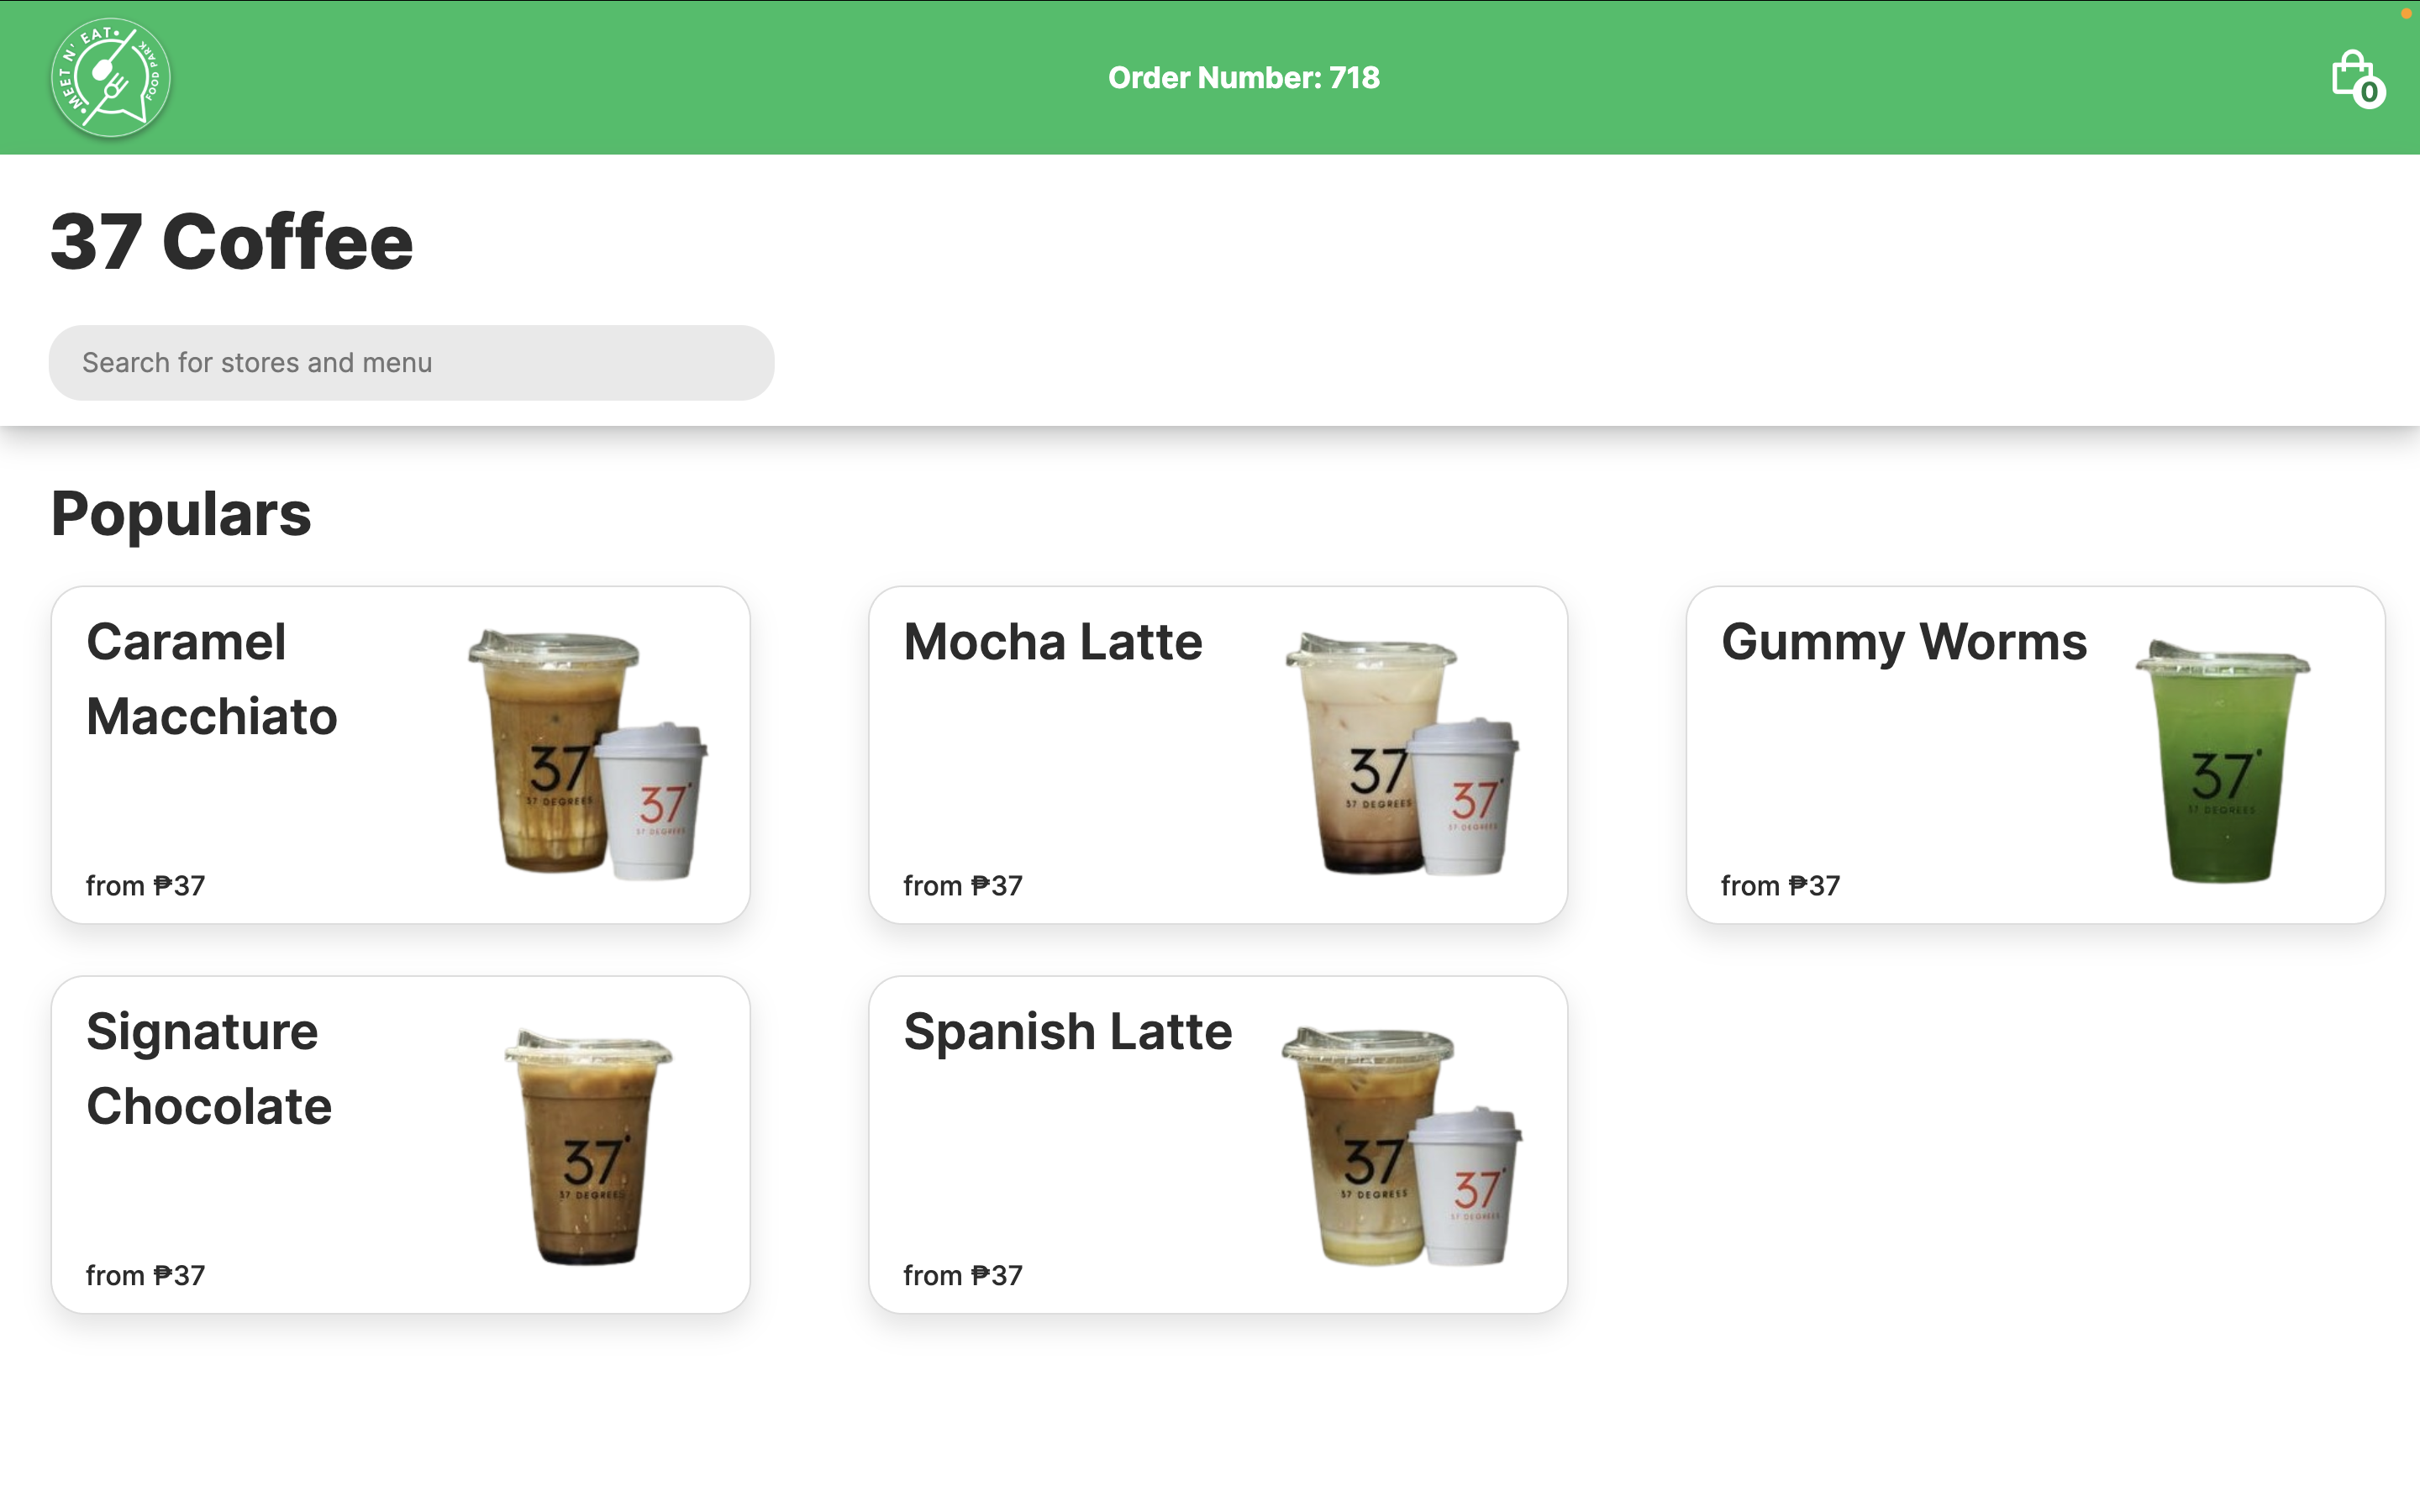 MEET N' EAT
FOOD PARK
Order Number: 718
0
37 Coffee
Search for stores and menu
Populars
Caramel
Macchiato
37
37 DEGREES
37
37 DEGREES
from ₱37
Mocha Latte
37
37 DEGREES
37
37 DEGREES
from ₱37
Gummy Worms
37
37 DEGREES
from ₱37
Signature
Chocolate
37
37 DEGREES
from ₱37
Spanish Latte
37
37 DEGREES
37
37 DEGREES
from ₱37